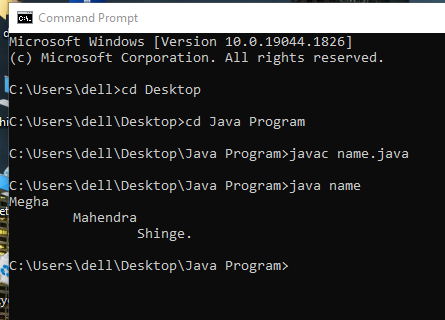 Command Prompt
Microsoft Windows [Version 10.0.19044.1826]
(c) Microsoft Corporation. All rights reserved.
C:\Users\dell>cd Desktop
C:\Users\dell\Desktop>cd Java Program
C:\Users\dell\Desktop\Java Program>javac name.java
C:\Users\dell\Desktop\Java Program>java name
Megha
        Mahendra
                Shinge.
C:\Users\dell\Desktop\Java Program>